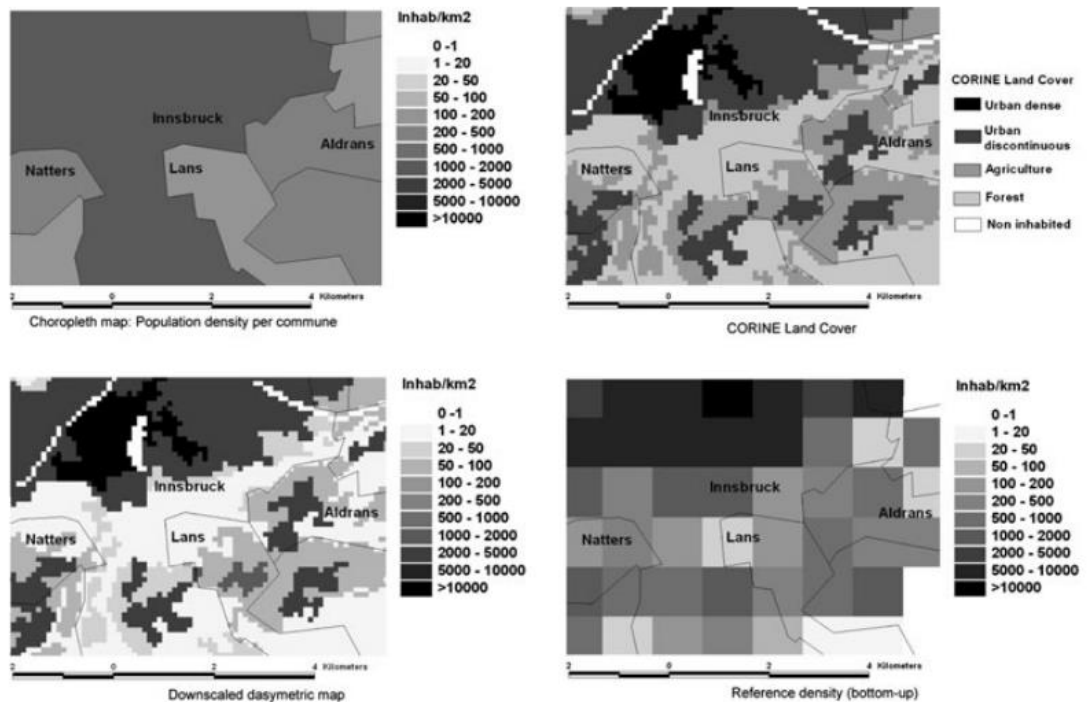 Inhab/km2
0 -1
1 - 20
20 - 50
50 - 100
100 - 200
200 - 500
500 - 1000
1000 - 2000
2000 - 5000
5000 - 10000
>10000
Innsbruck
Aldrans
Natters
Lans
2 0 2 4 Kilometers
Choropleth map: Population density per commune
CORINE Land Cover
Urban dense
Urban
discontinuous
Agriculture
Forest
Non inhabited
Innsbruck
Aldrans
Natters
Lans
2 0 2 4 Kilometers
CORINE Land Cover
Inhab/km2
0 -1
1 - 20
20 - 50
50 - 100
100 - 200
200 - 500
500 - 1000
1000 - 2000
2000 - 5000
5000 - 10000
>10000
Innsbruck
Aldrans
Natters
Lans
2 0 2 4 Kilometers
Downscaled dasymetric map
Inhab/km2
0 -1
1 - 20
20 - 50
50 - 100
100 - 200
200 - 500
500 - 1000
1000 - 2000
2000 - 5000
5000 - 10000
>10000
Innsbruck
Aldrans
Natters
Lans
2 0 2 4 Kilometers
Reference density (bottom-up)